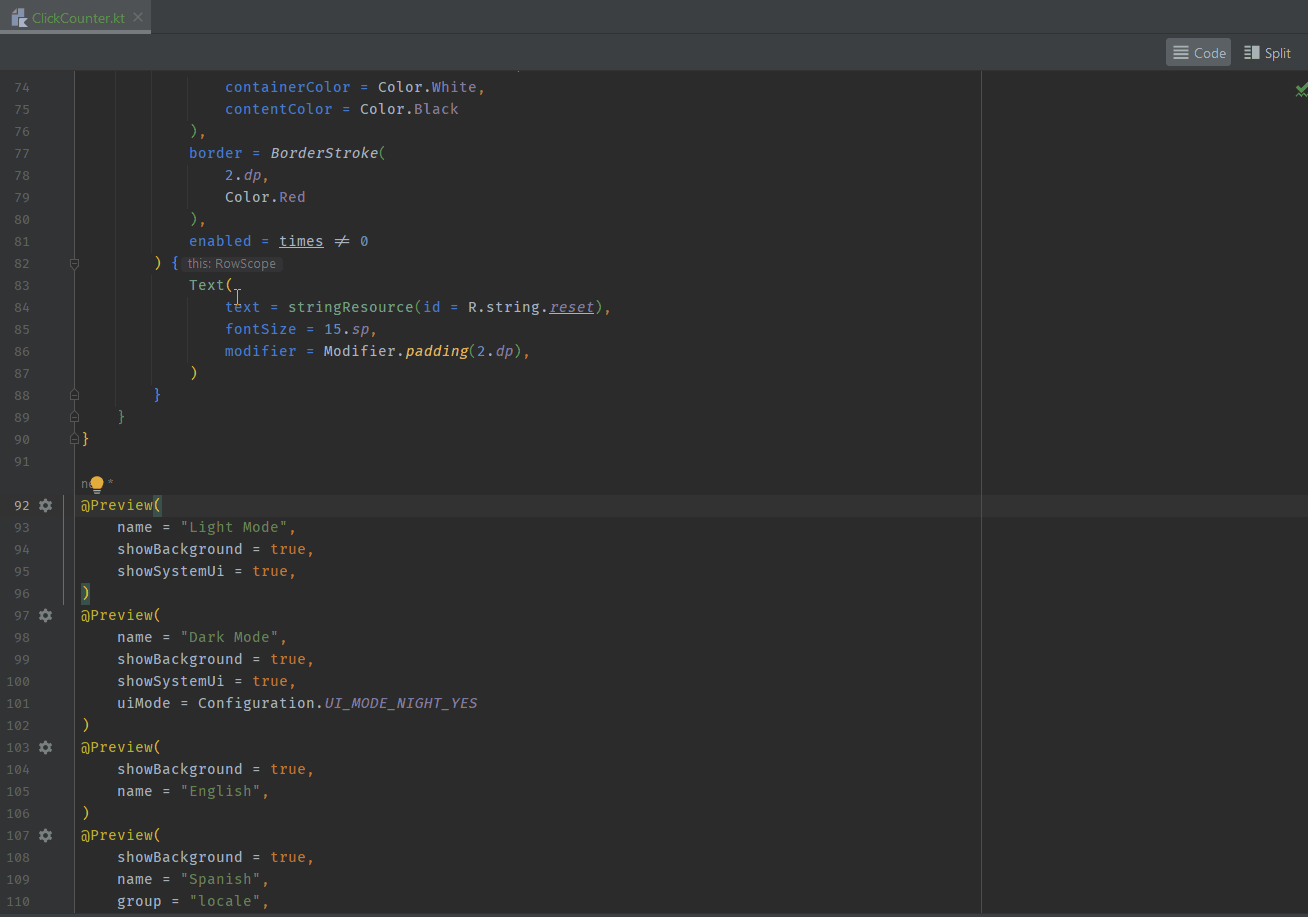 ClickCounter.kt
Code Split
74 containerColor = Color.White,
75 contentColor = Color.Black
76 ),
77 border = BorderStroke(
78 2.dp,
79 Color.Red
80 ),
81 enabled = times ≠ 0
82 ) { this: RowScope
83 Text(
84 text = stringResource(id = R.string.reset),
85 fontSize = 15.sp,
86 modifier = Modifier.padding(2.dp),
87 )
88 }
89 }
90 }
91
92 @Preview(
93 name = "Light Mode",
94 showBackground = true,
95 showSystemUi = true,
96 )
97 @Preview(
98 name = "Dark Mode",
99 showBackground = true,
100 showSystemUi = true,
101 uiMode = Configuration.UI_MODE_NIGHT_YES
102 )
103 @Preview(
104 showBackground = true,
105 name = "English",
106 )
107 @Preview(
108 showBackground = true,
109 name = "Spanish",
110 group = "locale",